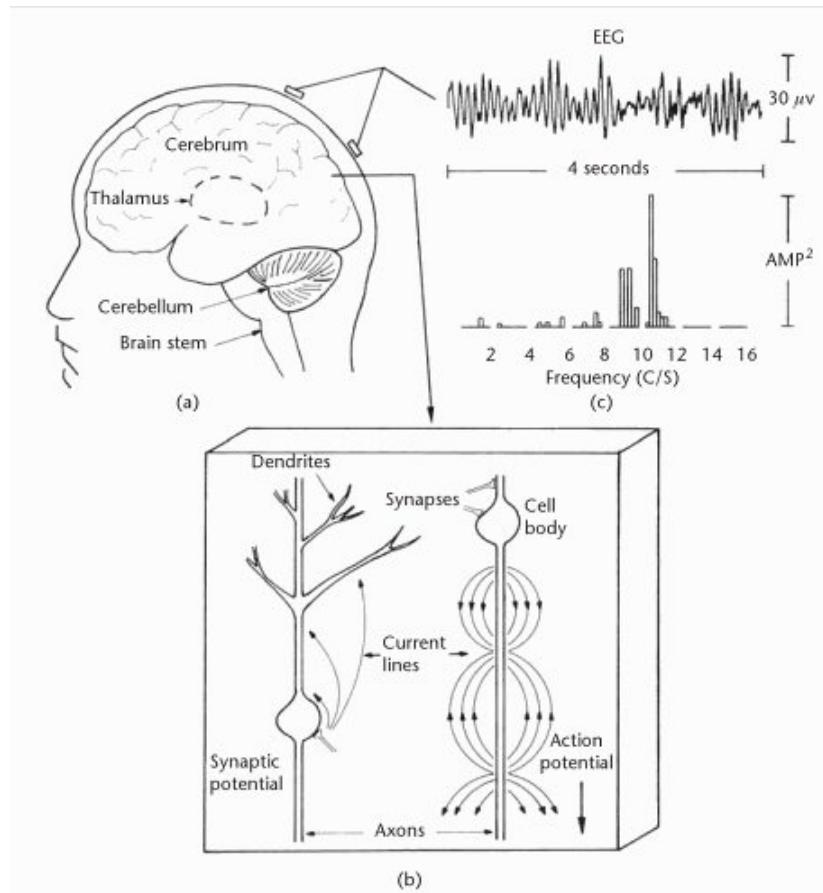 EEG
30 μv
4 seconds
Cerebrum
Thalamus
Cerebellum
Brain stem
(a)
AMP²
2 4 6 8 10 12 14 16
Frequency (C/S)
(c)
Dendrites
Synapses
Cell
body
Current
lines
Synaptic
potential
Action
potential
Axons
(b)